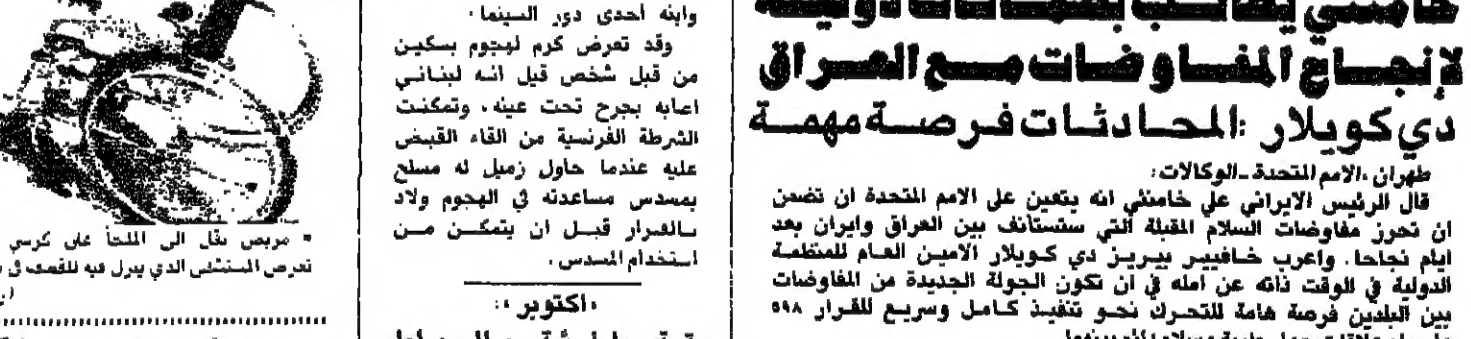 خامنئي يطالب بضمانات دولية
لإنجاح المفاوضات مع العراق
دي كويلار :المحادثات فرصة مهمة
طهران ،الامم المتحدة ـ الوكالات:
قال الرئيس الايراني علي خامنئي انه يتعين على الامم المتحدة ان تضمن
ان تحرز مفاوضات السلام المقبلة التي ستستأنف بين العراق وايران بعد
ايام نجاحا . واعرب خافيير بيريز دي كويلار الامين العام للمنظمة
الدولية في الوقت ذاته عن امله في ان تكون الجولة الجديدة من المفاوضات
بين البلدين فرصة هامة للتحرك نحو تنفيذ كامل وسريع للقرار ٥٩٨
وابنه احدى دور السينما .
وقد تعرض كرم لهجوم بسكين
من قبل شخص قيل انه لبناني
اصابه بجرح تحت عينه ، وتمكنت
الشرطة الفرنسية من القاء القبض
عليه عندما حاول زميل له مسلح
بمسدس مساعدته في الهجوم ولاذ
بالفرار قبل ان يتمكن من
استخدام المسدس .
«اكتوبر»:
مريض نقل الى الملجأ على كرسي
تعرض المستشفى الذي ينزل فيه للقصف في